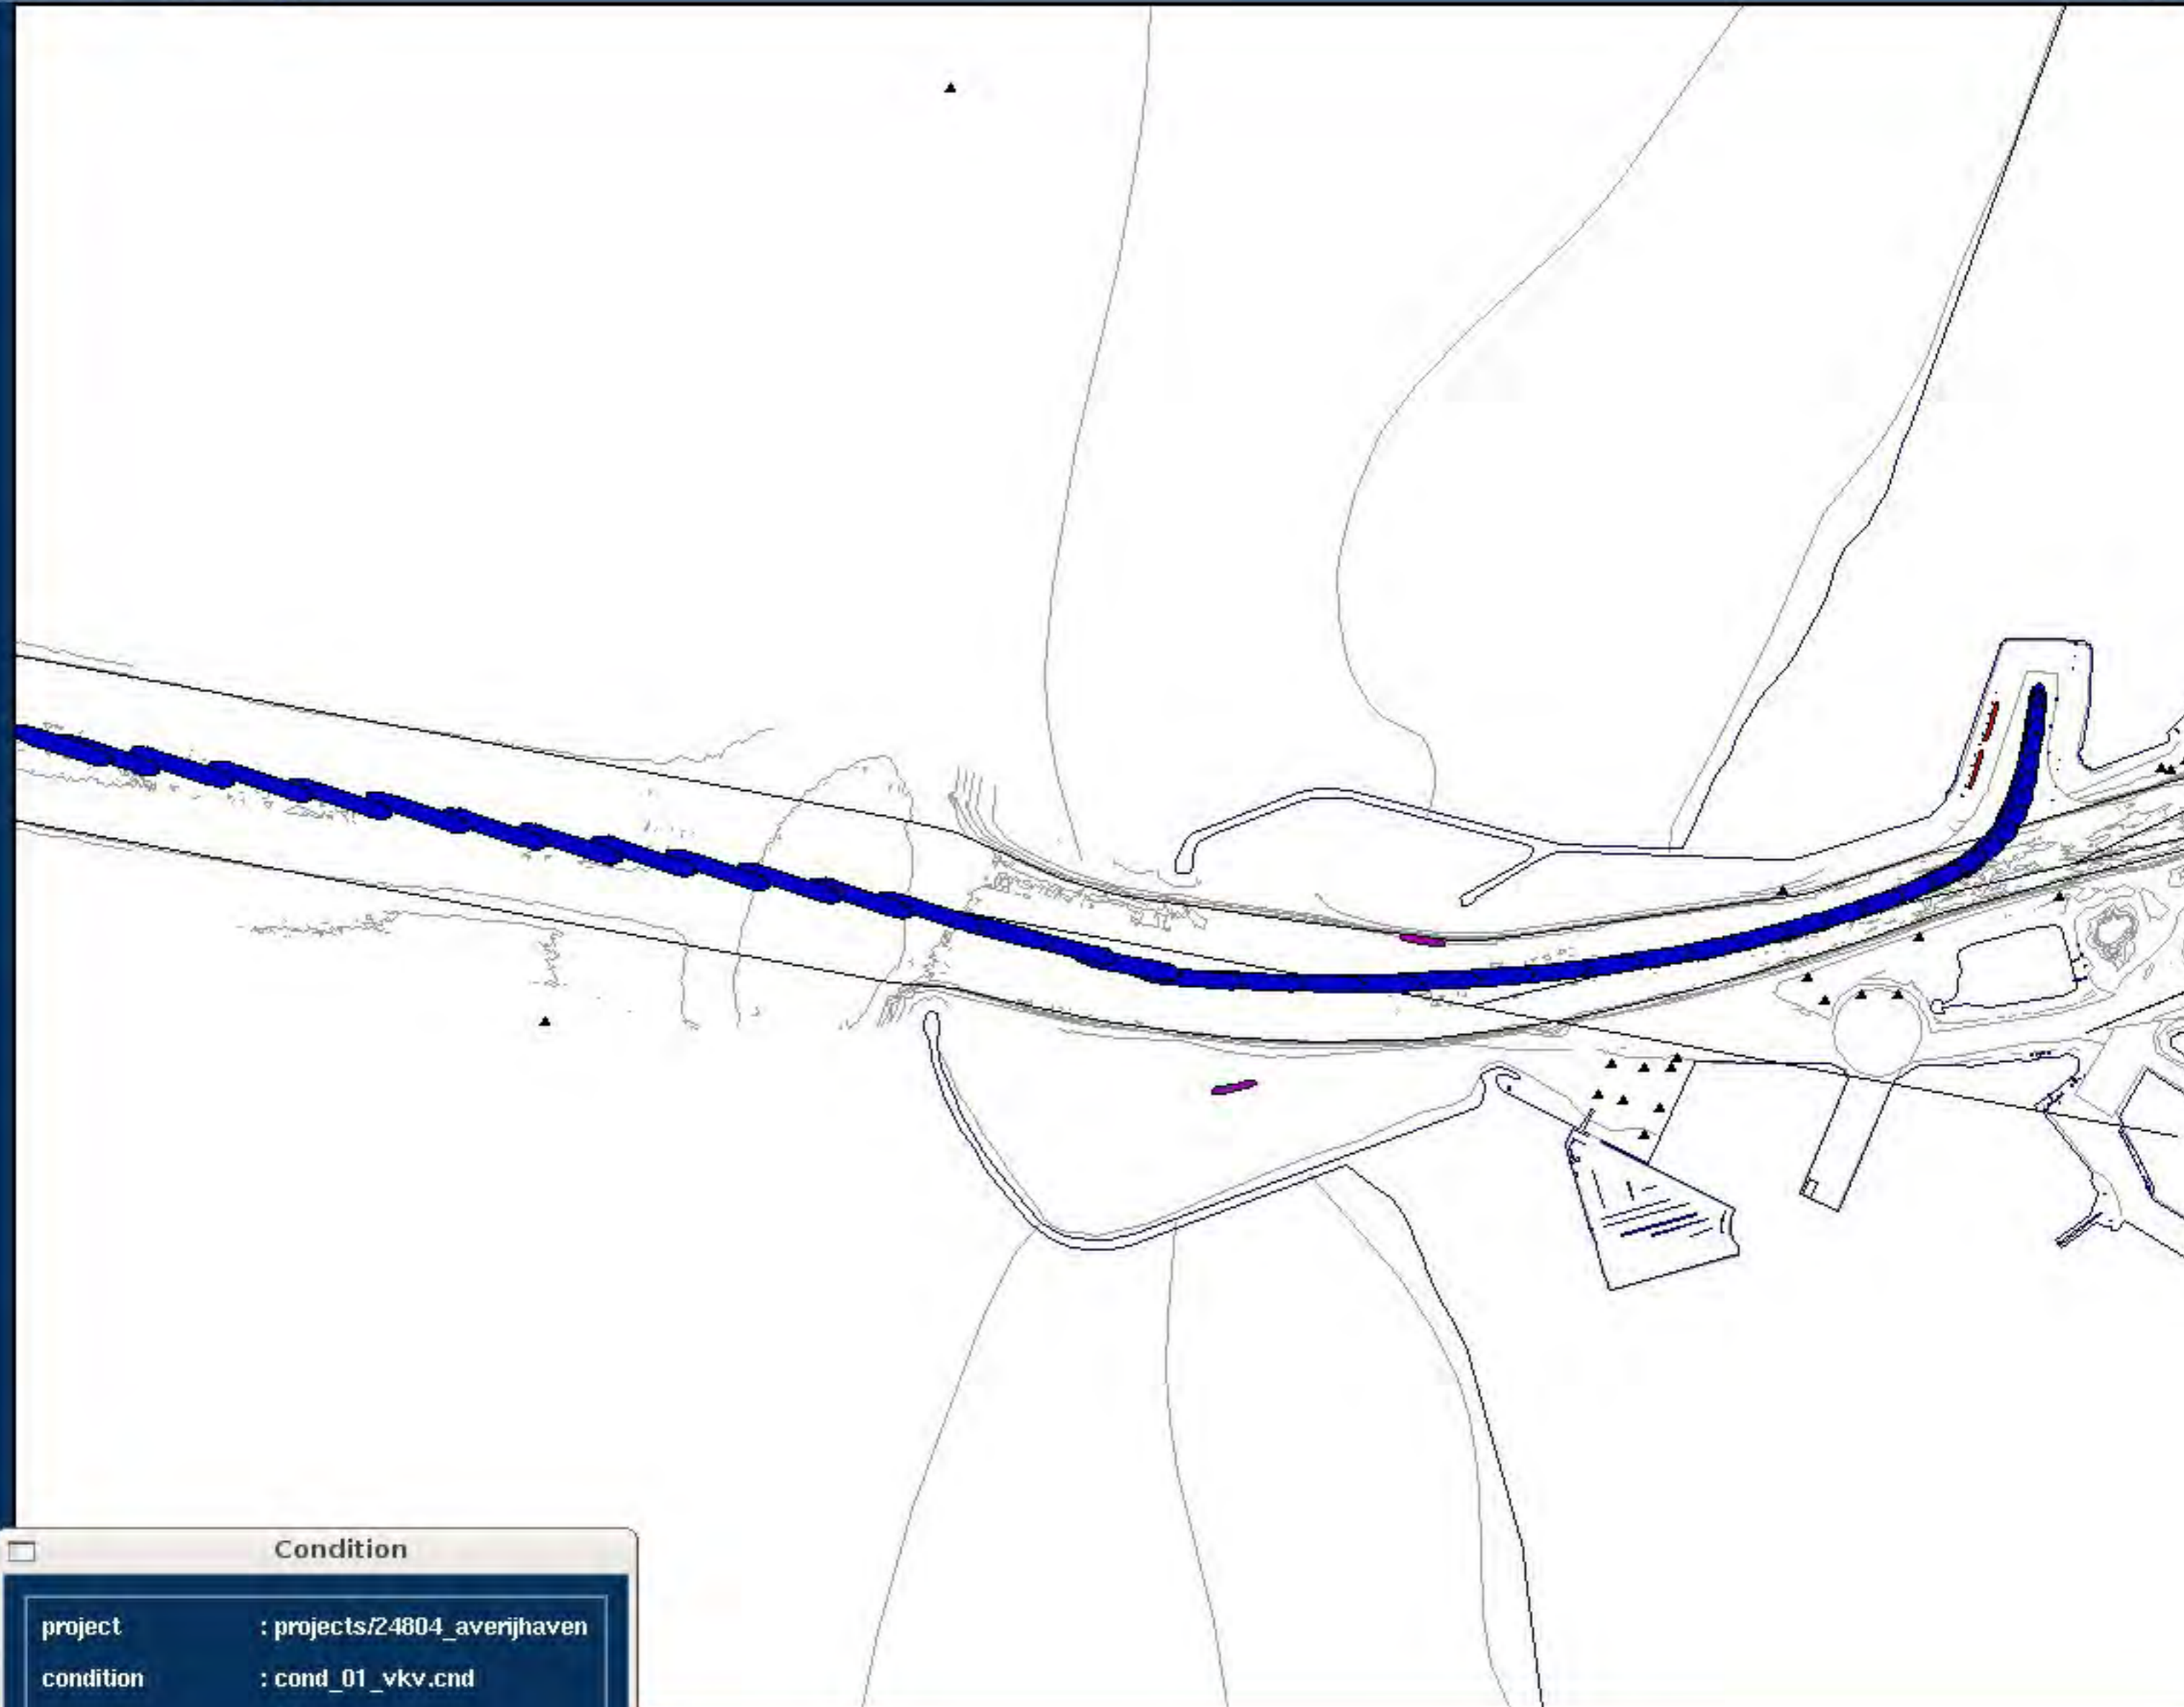 Condition
project : projects/24804_averijhaven
condition : cond_01_vkv.cnd